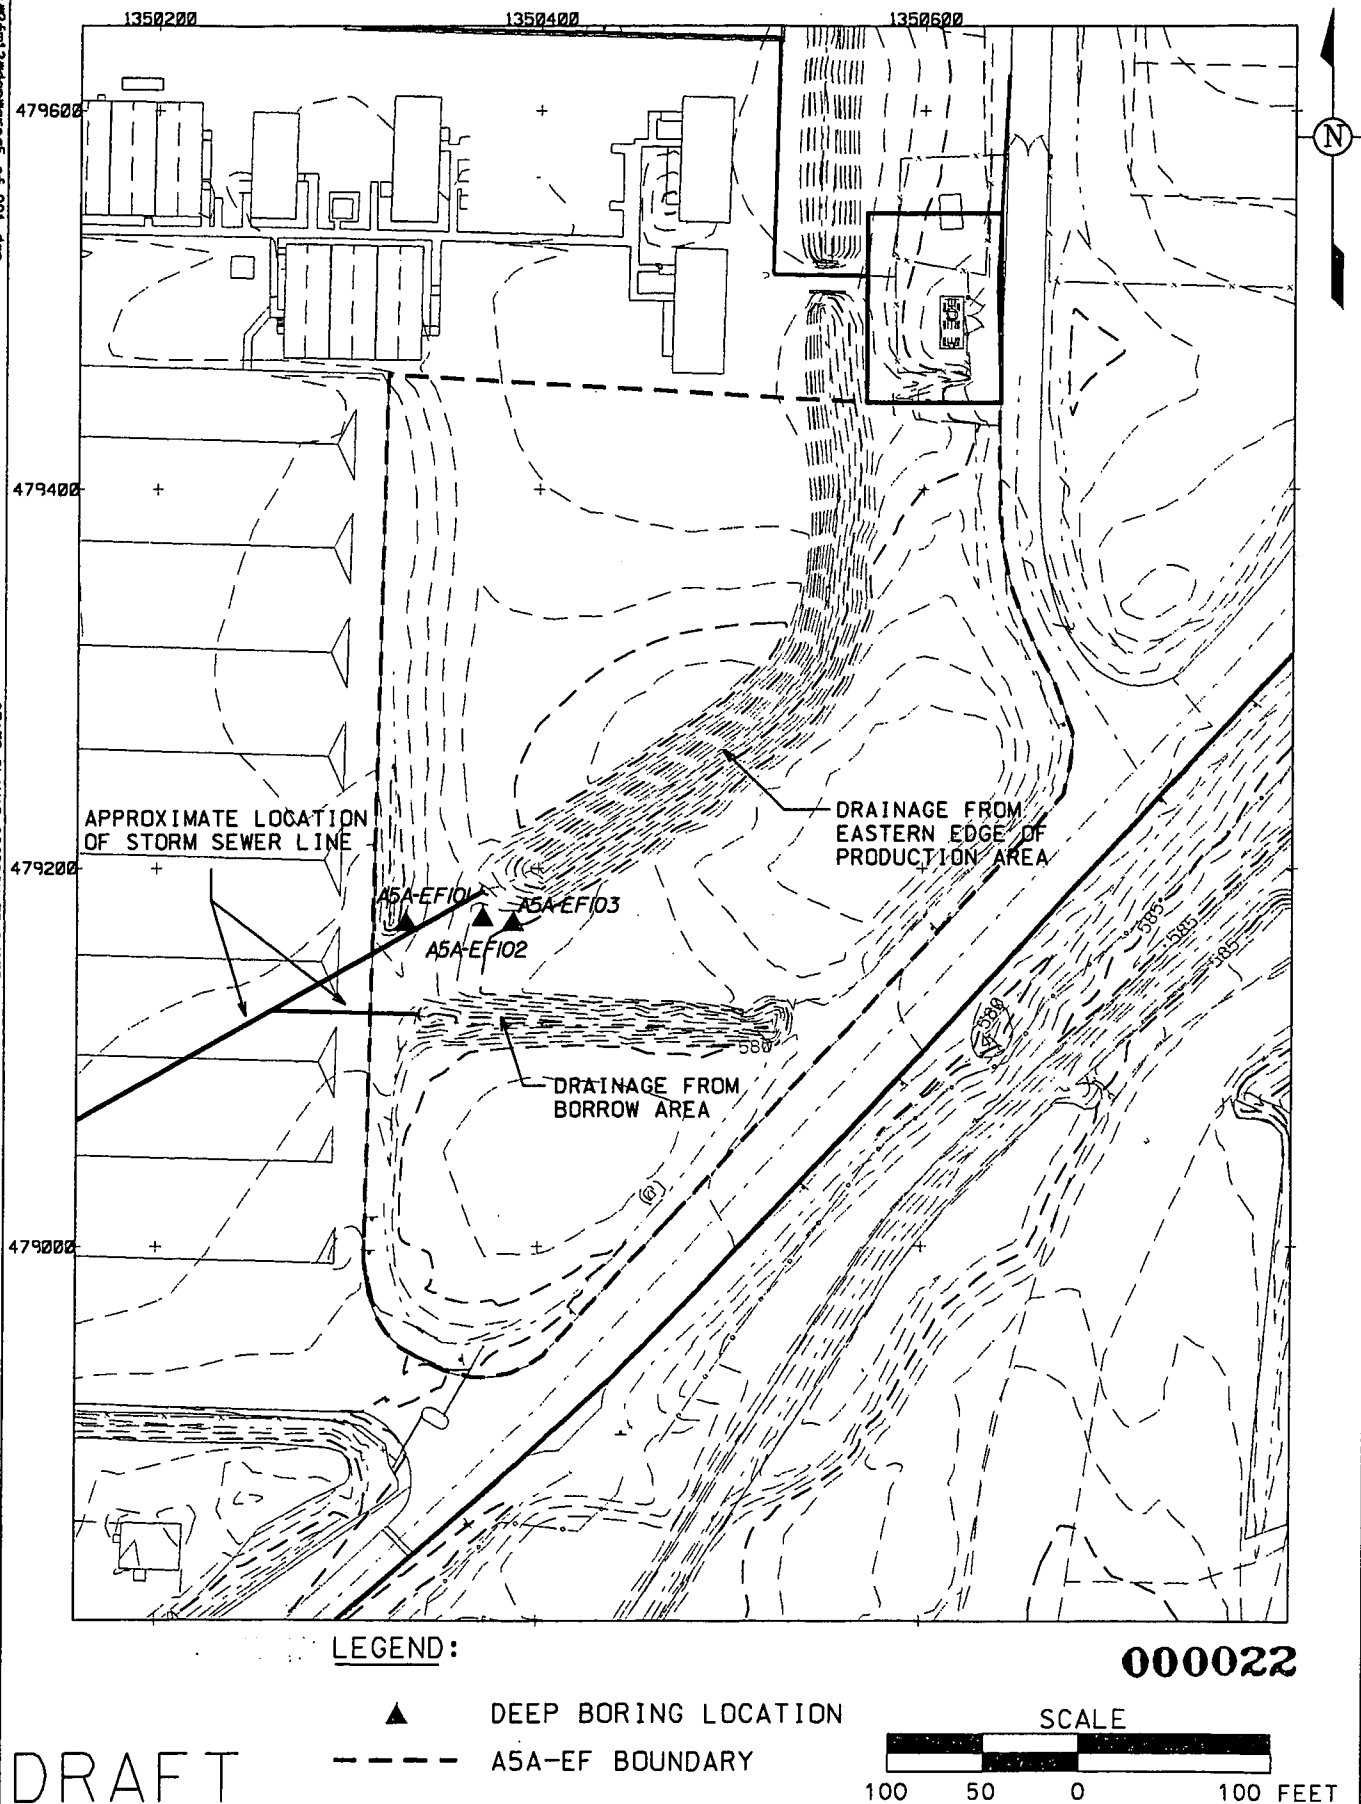 1350200 1350400 1350600
479600
N
479400
APPROXIMATE LOCATION
OF STORM SEWER LINE
DRAINAGE FROM
EASTERN EDGE OF
PRODUCTION AREA
479200
A5A-EF101
A5A-EF103
A5A-EF102
585
585
585
580
580
DRAINAGE FROM
BORROW AREA
479000
LEGEND:
000022
DEEP BORING LOCATION
SCALE
A5A-EF BOUNDARY
100 50 0 100 FEET
DRAFT